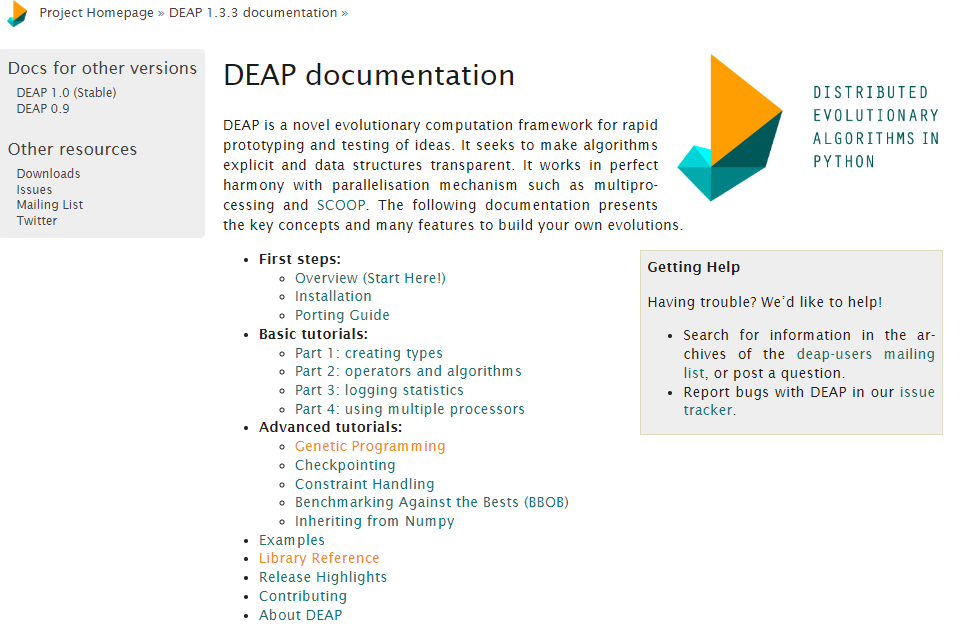 Project Homepage » DEAP 1.3.3 documentation »
Docs for other versions
DEAP 1.0 (Stable)
DEAP 0.9
Other resources
Downloads
Issues
Mailing List
Twitter
DEAP documentation
DISTRIBUTED
EVOLUTIONARY
ALGORITHMS IN
PYTHON
DEAP is a novel evolutionary computation framework for rapid
prototyping and testing of ideas. It seeks to make algorithms
explicit and data structures transparent. It works in perfect
harmony with parallelisation mechanism such as multipro-
cessing and SCOOP. The following documentation presents
the key concepts and many features to build your own evolutions.
• First steps:
◦ Overview (Start Here!)
◦ Installation
◦ Porting Guide
• Basic tutorials:
◦ Part 1: creating types
◦ Part 2: operators and algorithms
◦ Part 3: logging statistics
◦ Part 4: using multiple processors
• Advanced tutorials:
◦ Genetic Programming
◦ Checkpointing
◦ Constraint Handling
◦ Benchmarking Against the Bests (BBOB)
◦ Inheriting from Numpy
• Examples
• Library Reference
• Release Highlights
• Contributing
• About DEAP
Getting Help
Having trouble? We'd like to help!
• Search for information in the ar-
chives of the deap-users mailing
list, or post a question.
• Report bugs with DEAP in our issue
tracker.